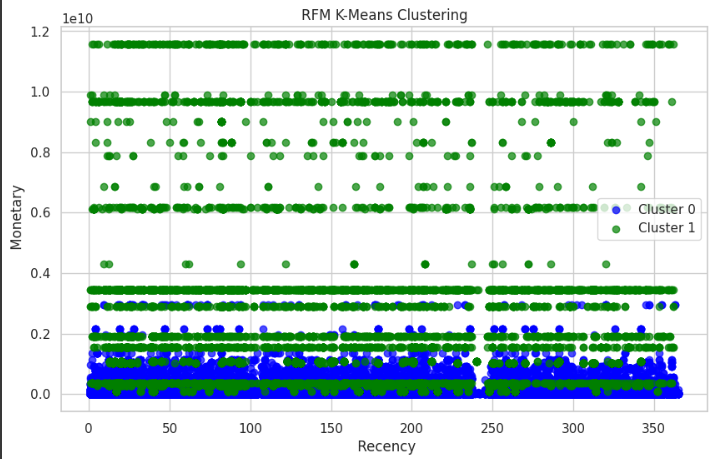 RFM K-Means Clustering
1e10
1.2
1.0
0.8
0.6
0.4
0.2
0.0
Monetary
Cluster 0
Cluster 1
0 50 100 150 200 250 300 350
Recency